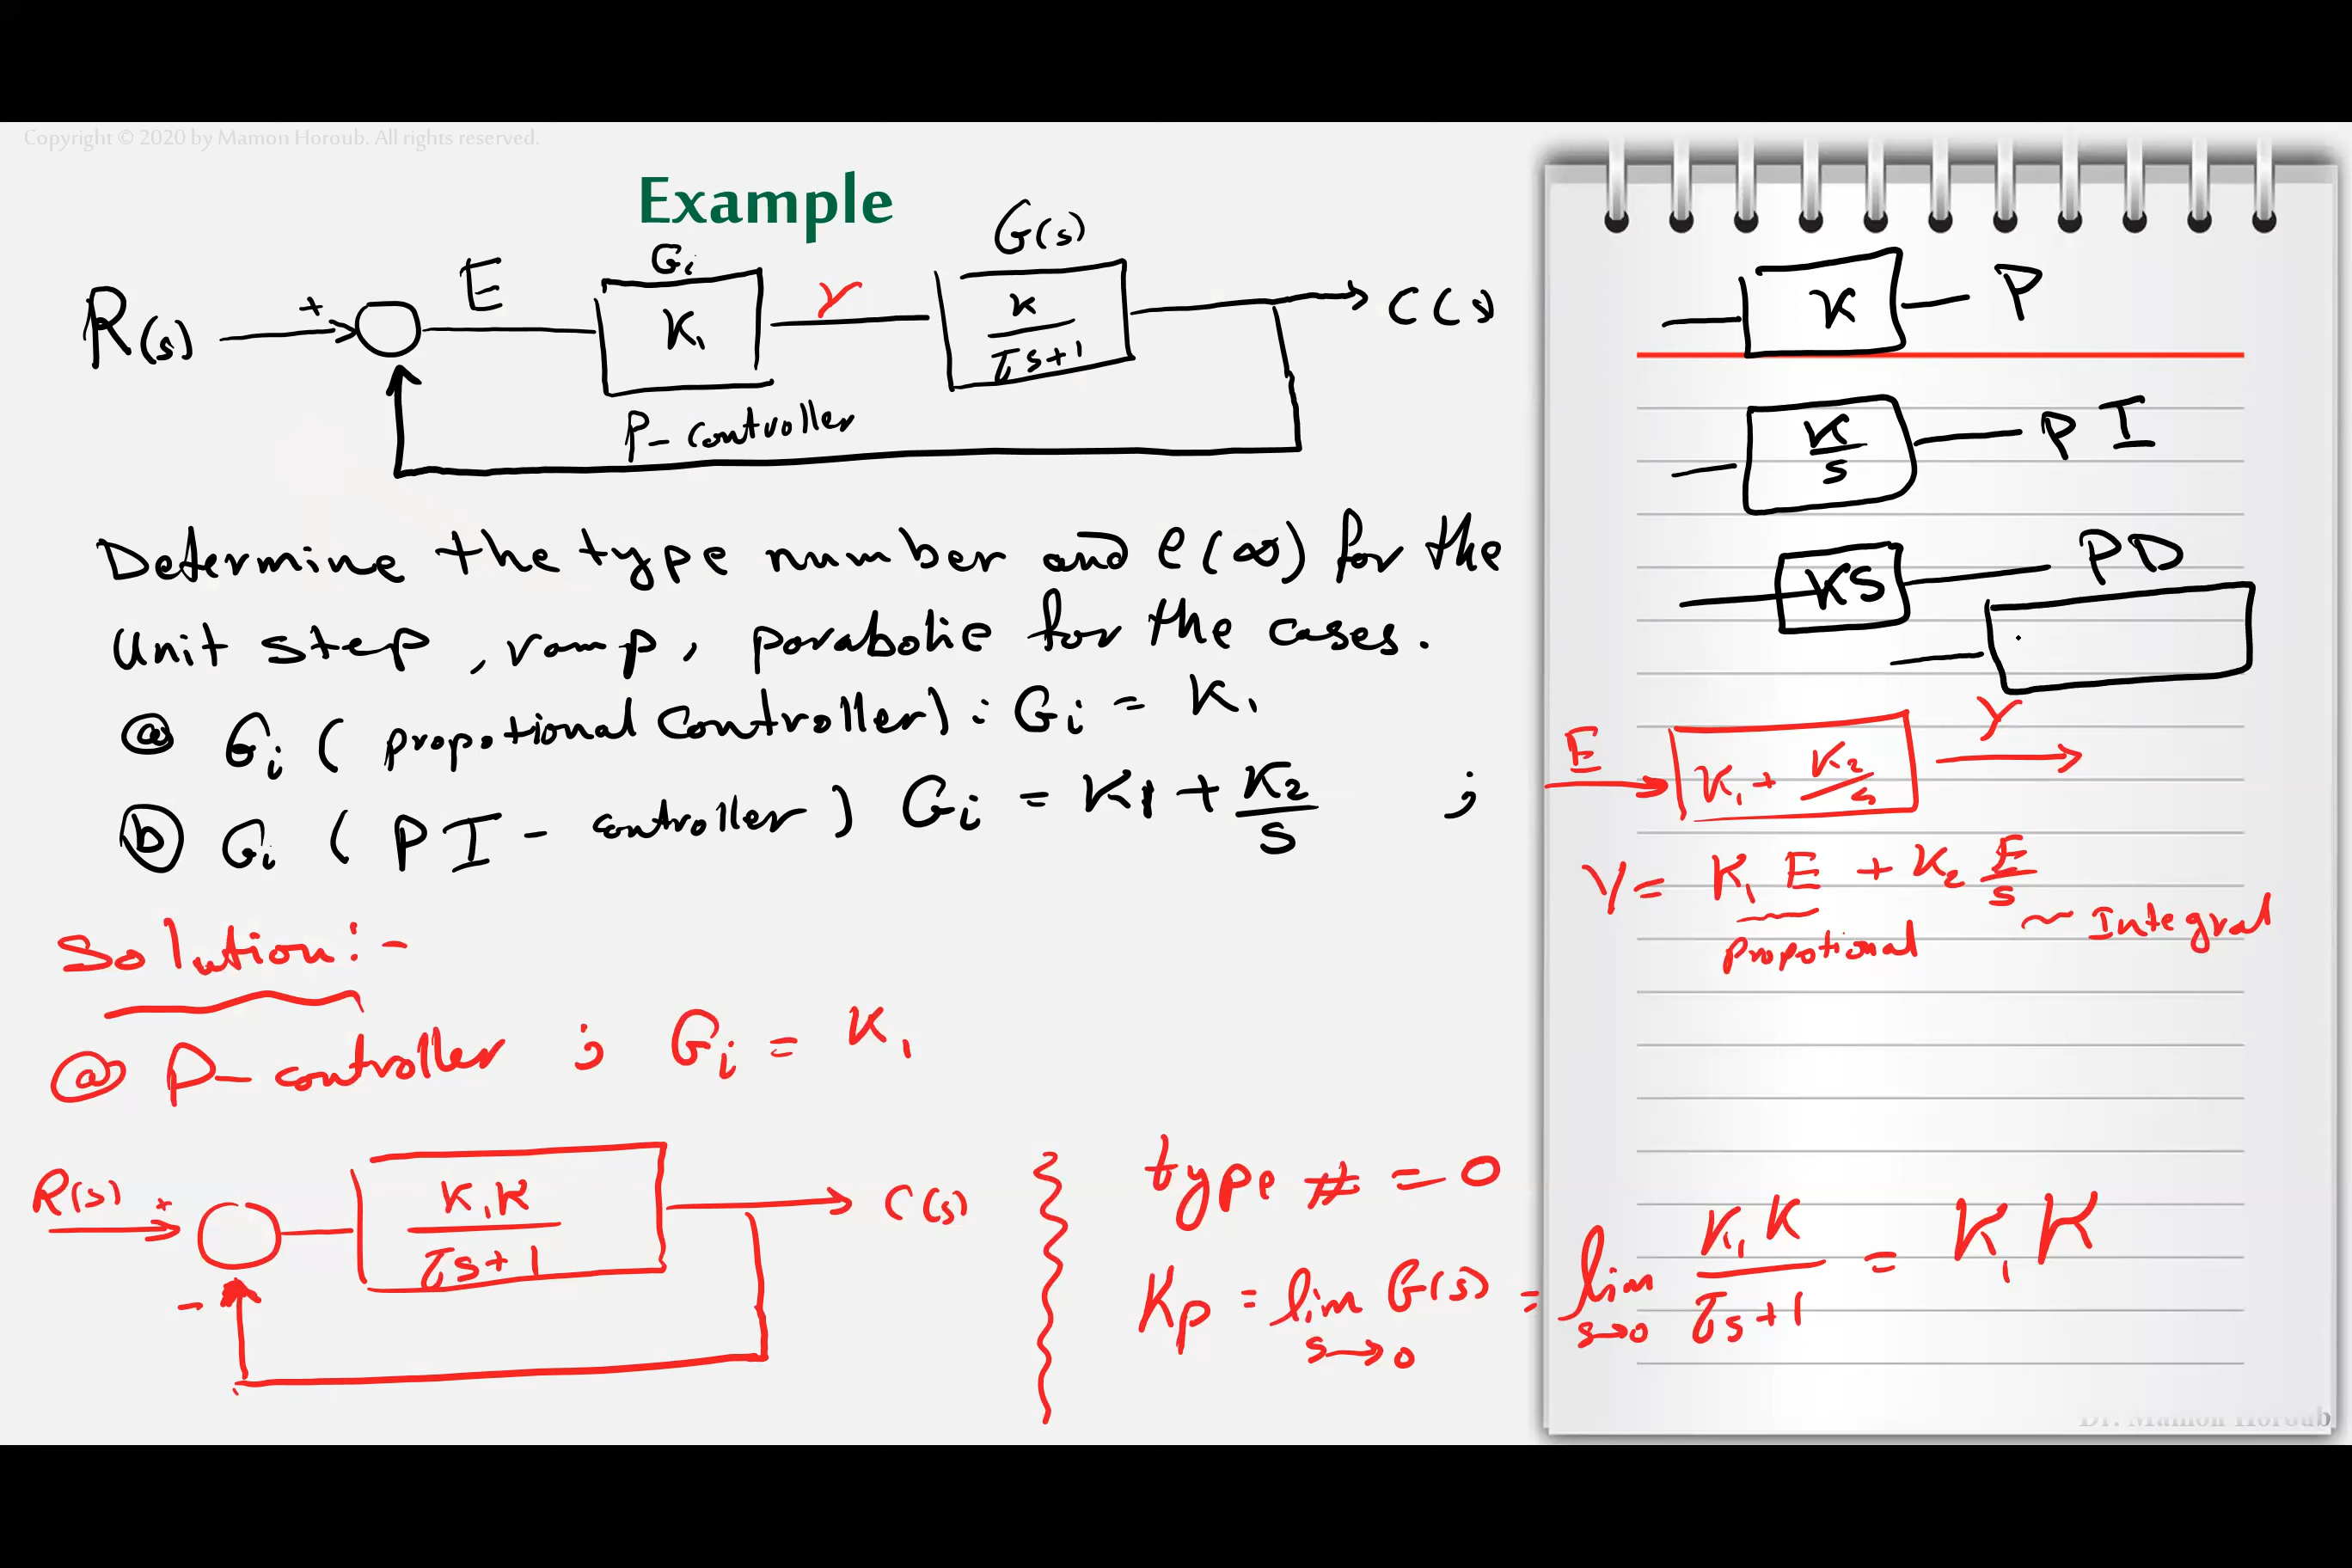 Copyright © 2020 by Mamon Horoub. All rights reserved.
Example
R(s) + E Gi K1 Y G(s) K / τs+1 C(s)
P- controller
Determine the type number and e(∞) for the
Unit step, ramp, parabolic for the cases.
ⓐ Gi ( propotional Controller) : Gi = K1
ⓑ Gi ( PI - controller ) Gi = K1 + K2/s ;
Solution :-
ⓐ P- controller ; Gi = K1
R(s) + - K1K / τs+1 C(s)
type # = 0
Kp = lim s→0 G(s) = lim s→0 K1K / τs+1 = K1K
K P
K/s PI
KS PD
E K1 + K2/s Y
Y = K1 E + K2 E/s
propotional ~ Integral
Dr. Mamon Horoub